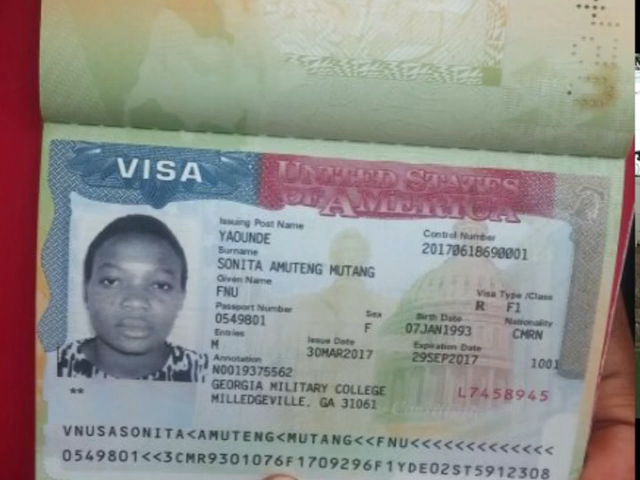 VISA
UNITED STATES
OF AMERICA
Issuing Post Name
YAOUNDE
Control Number
20170618690001
Surname
SONITA AMUTENG MUTANG
Given Name
FNU
Visa Type /Class
R F1
Passport Number
0549801
Sex
F
Birth Date
07JAN1993
Nationality
CMRN
Entries
M
Issue Date
30MAR2017
Expiration Date
29SEP2017
1001
Annotation
N0019375562
GEORGIA MILITARY COLLEGE
MILLEDGEVILLE, GA 31061
L7458945
**
VNUSASONITA<AMUTENG<MUTANG<<FNU<<<<<<<<<<<<<
0549801<<3CMR9301076F1709296F1YDE02ST5912308